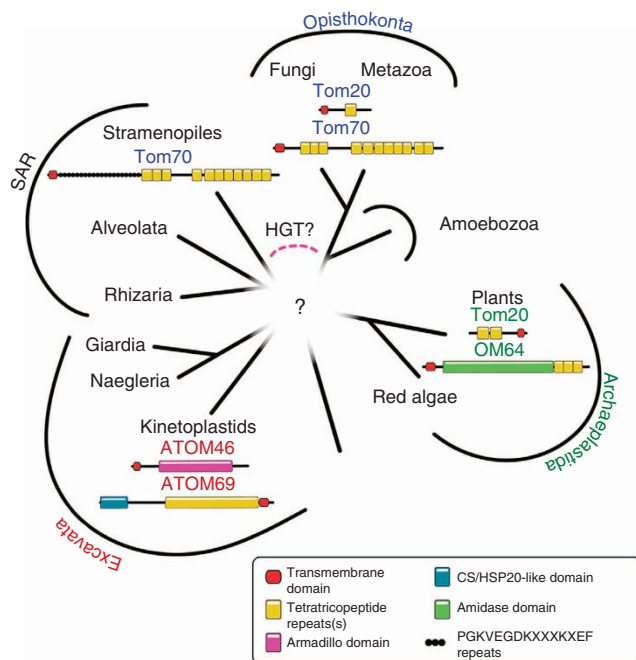 Opisthokonta
Fungi Metazoa
Tom20
Tom70
Stramenopiles
Tom70
SAR
Alveolata
HGT?
Amoebozoa
Rhizaria
?
Plants
Tom20
OM64
Giardia
Naegleria
Red algae
Archaeplastida
Kinetoplastids
ATOM46
ATOM69
Excavata
Transmembrane
domain
Tetratricopeptide
repeats(s)
Armadillo domain
CS/HSP20-like domain
Amidase domain
PGKVEGDKXXXKXEF
repeats